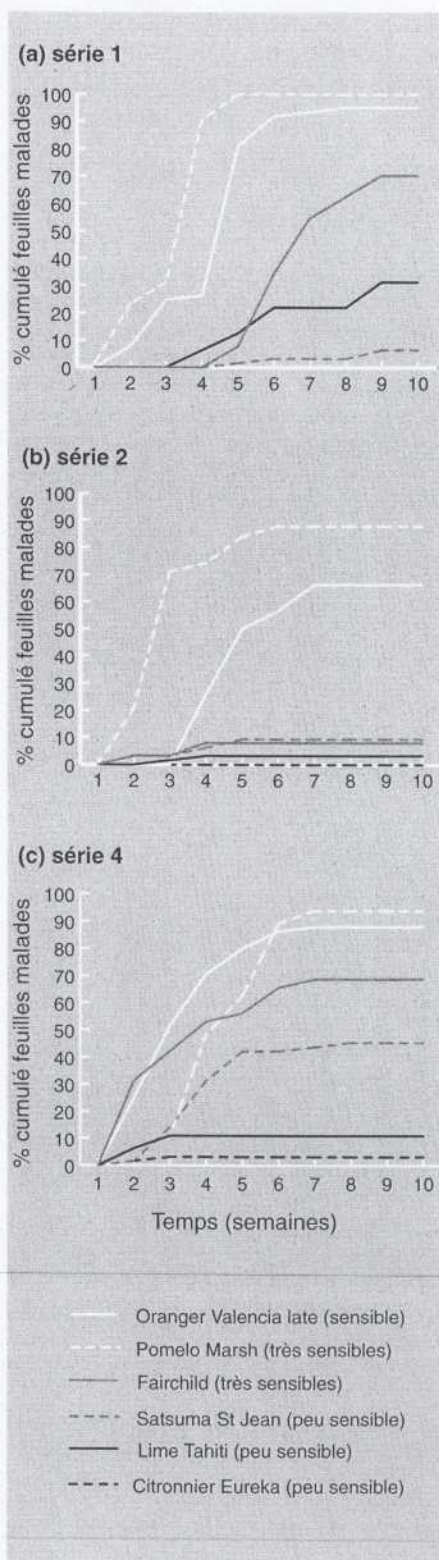 (a) série 1
% cumulé feuilles malades
100
90
80
70
60
50
40
30
20
10
0
1 2 3 4 5 6 7 8 9 10
(b) série 2
% cumulé feuilles malades
100
90
80
70
60
50
40
30
20
10
0
1 2 3 4 5 6 7 8 9 10
(c) série 4
% cumulé feuilles malades
100
90
80
70
60
50
40
30
20
10
0
1 2 3 4 5 6 7 8 9 10
Temps (semaines)
Oranger Valencia late (sensible)
Pomelo Marsh (très sensibles)
Fairchild (très sensibles)
Satsuma St Jean (peu sensible)
Lime Tahiti (peu sensible)
Citronnier Eureka (peu sensible)